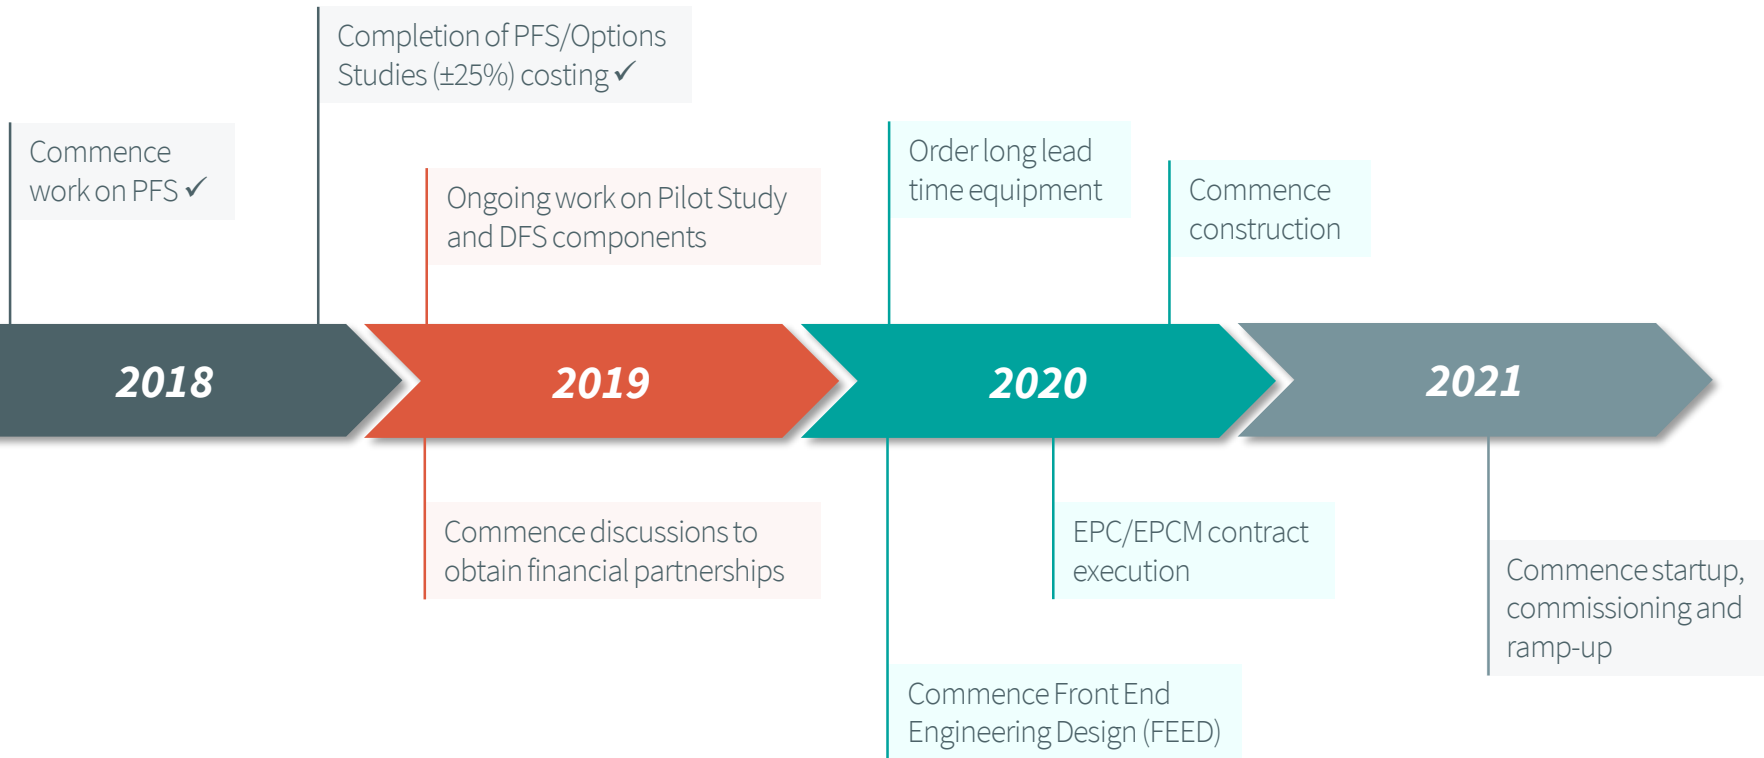 Completion of PFS/Options
Studies (±25%) costing ✓
Commence
work on PFS ✓
Ongoing work on Pilot Study
and DFS components
Order long lead
time equipment
Commence
construction
2018
2019
2020
2021
Commence discussions to
obtain financial partnerships
EPC/EPCM contract
execution
Commence startup,
commissioning and
ramp-up
Commence Front End
Engineering Design (FEED)